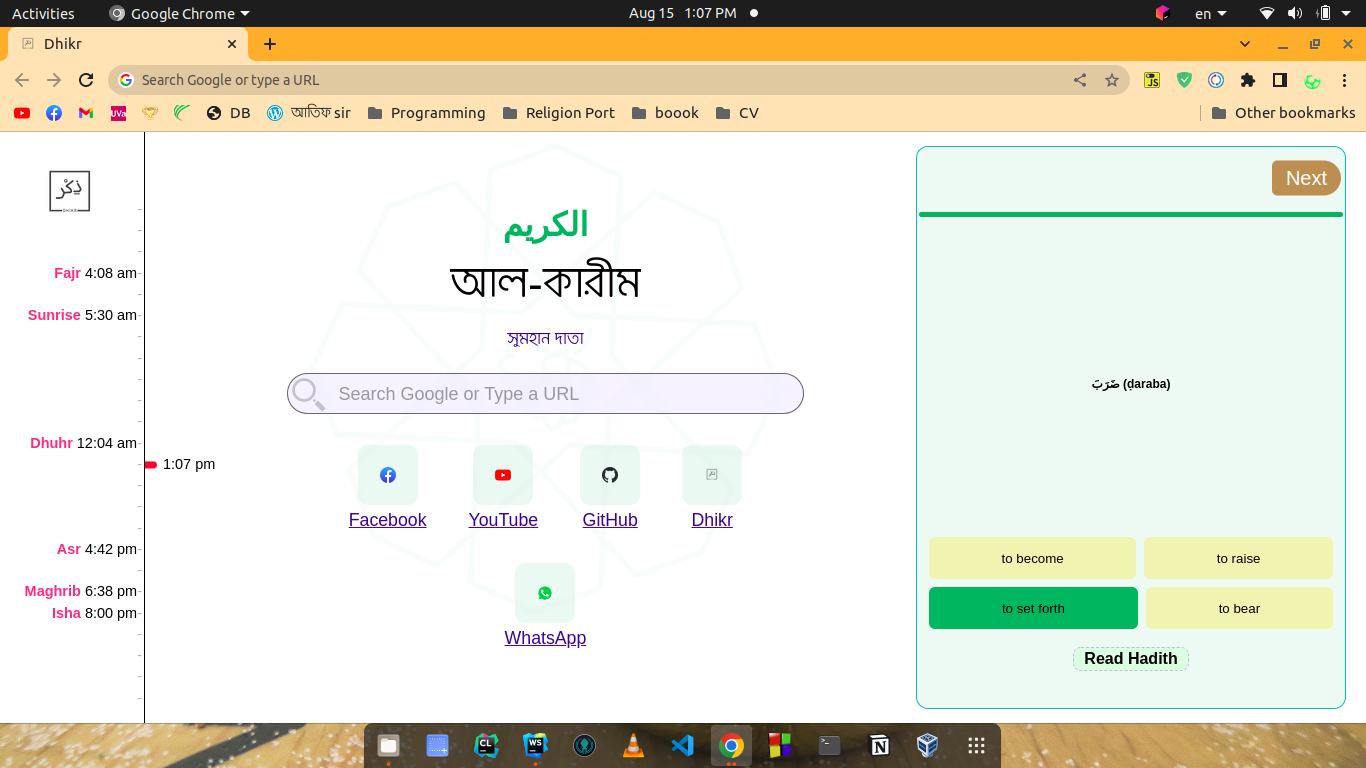 Activities Google Chrome Aug 15 1:07 PM en
Dhikr
Search Google or type a URL
DB আতিফ sir Programming Religion Port boook CV Other bookmarks
ذِكْر
Fajr 4:08 am
Sunrise 5:30 am
Dhuhr 12:04 am
1:07 pm
Asr 4:42 pm
Maghrib 6:38 pm
Isha 8:00 pm
الكريم
আল-কারীম
সুমহান দাতা
Search Google or Type a URL
Facebook YouTube GitHub Dhikr
WhatsApp
Next
ضَرَبَ (ḍaraba)
to become to raise
to set forth to bear
Read Hadith